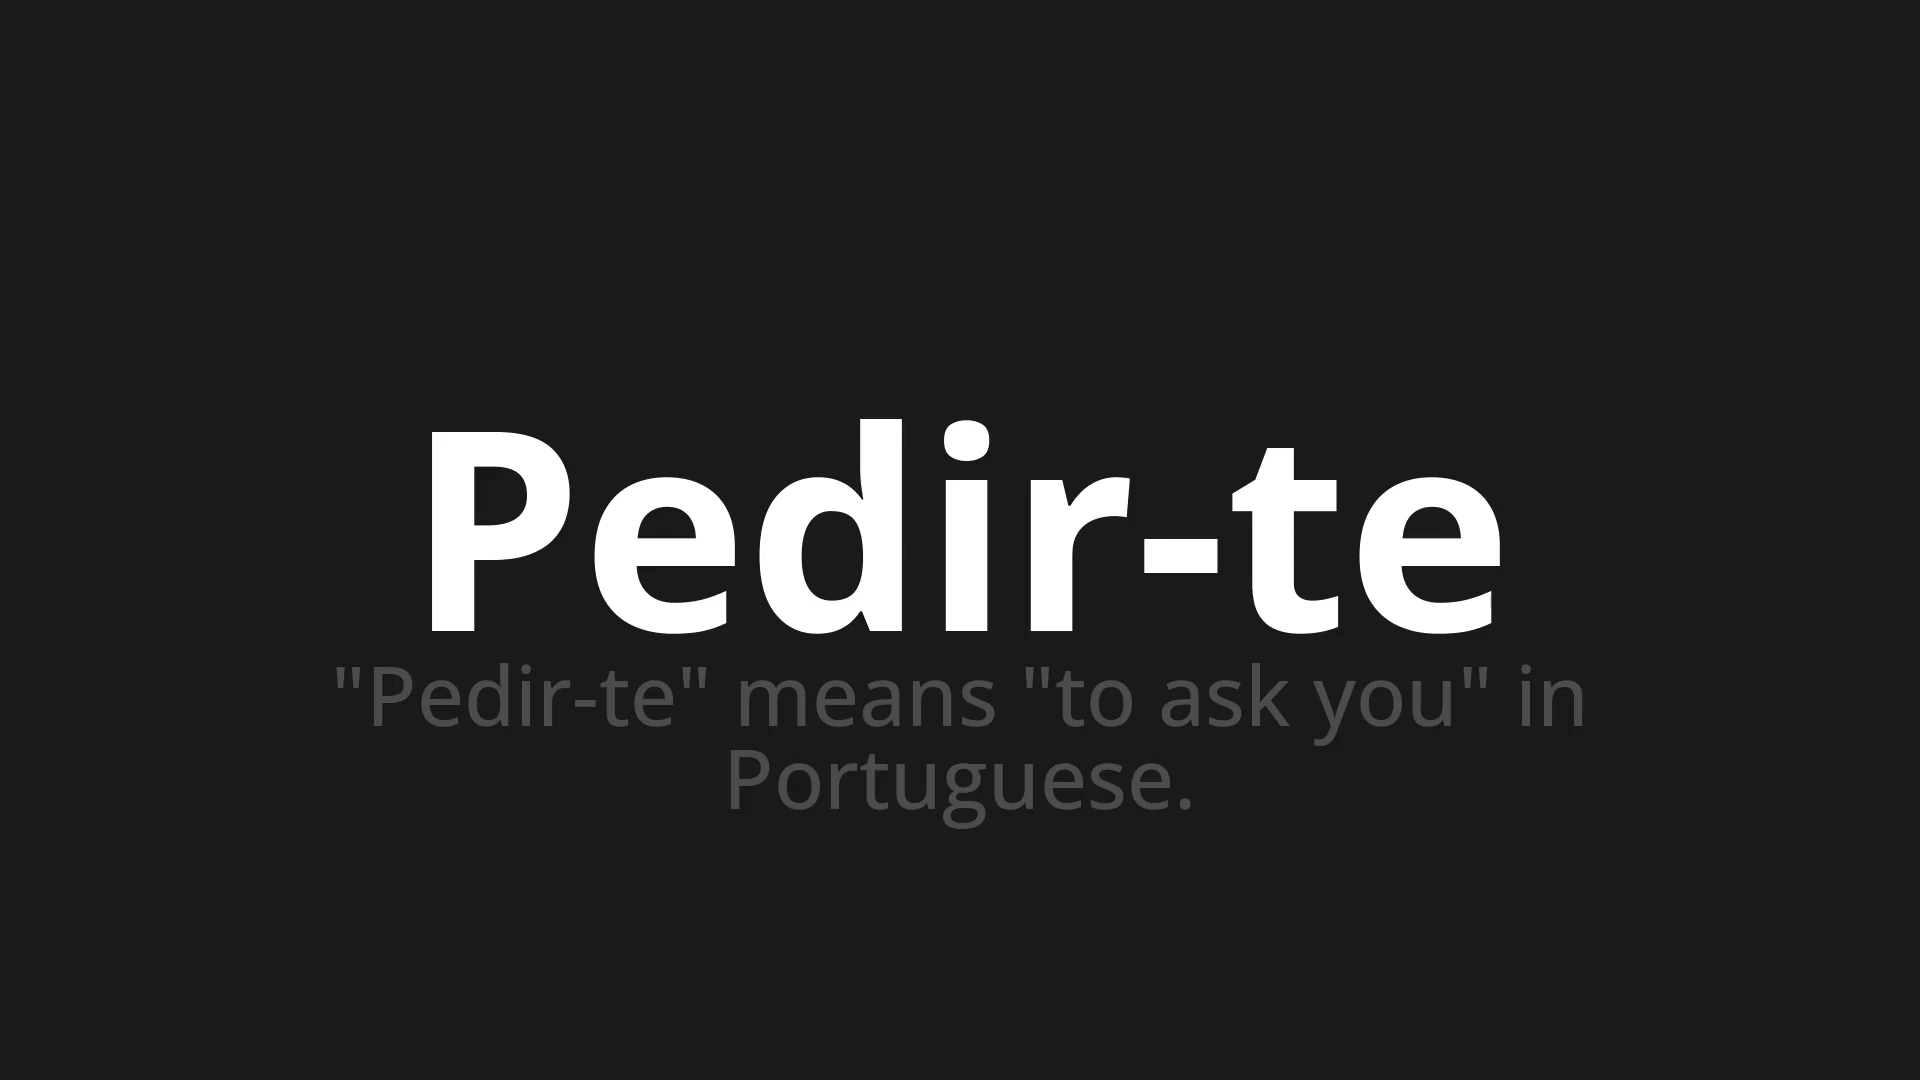 Pedir-te
"Pedir-te" means "to ask you" in
Portuguese.